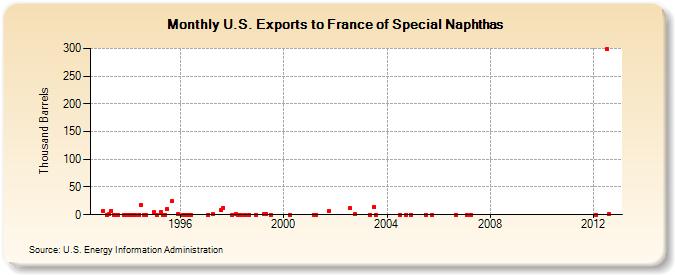 Monthly U.S. Exports to France of Special Naphthas
Thousand Barrels
300
250
200
150
100
50
0
1996 2000 2004 2008 2012
Source: U.S. Energy Information Administration